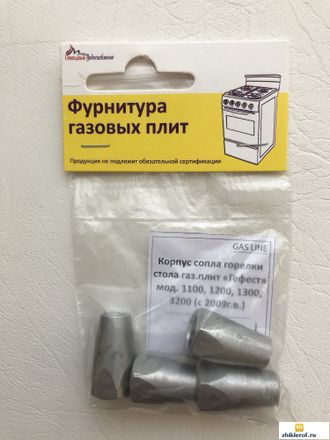 Фурнитура
газовых плит
Продукция не подлежит обязательной сертификации
GAS LINE
Корпус сопла горелки
стола газ.плит «Гефест»
мод. 1100, 1200, 1300,
3200 (с 2009г.в.)
zhiklerof.ru